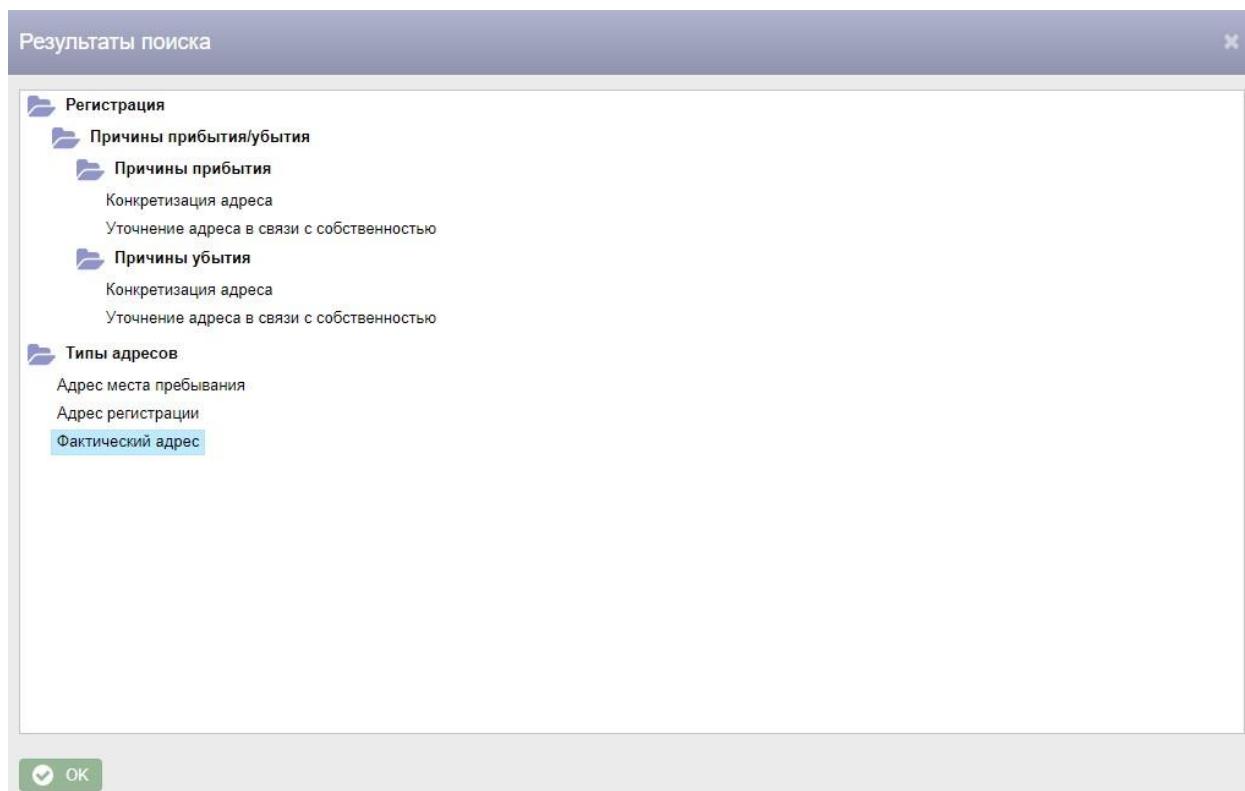 Результаты поиска
Регистрация
Причины прибытия/убытия
Причины прибытия
Конкретизация адреса
Уточнение адреса в связи с собственностью
Причины убытия
Конкретизация адреса
Уточнение адреса в связи с собственностью
Типы адресов
Адрес места пребывания
Адрес регистрации
Фактический адрес
ОК